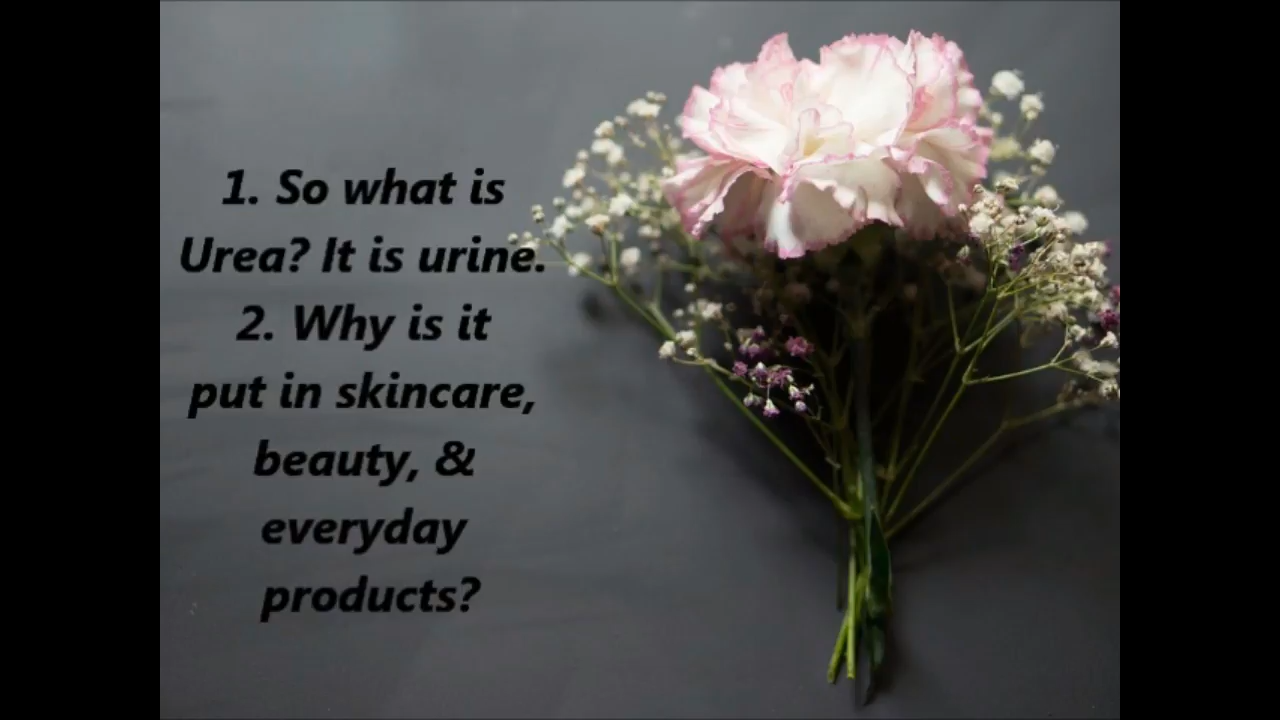 1. So what is
Urea? It is urine.
2. Why is it
put in skincare,
beauty, &
everyday
products?